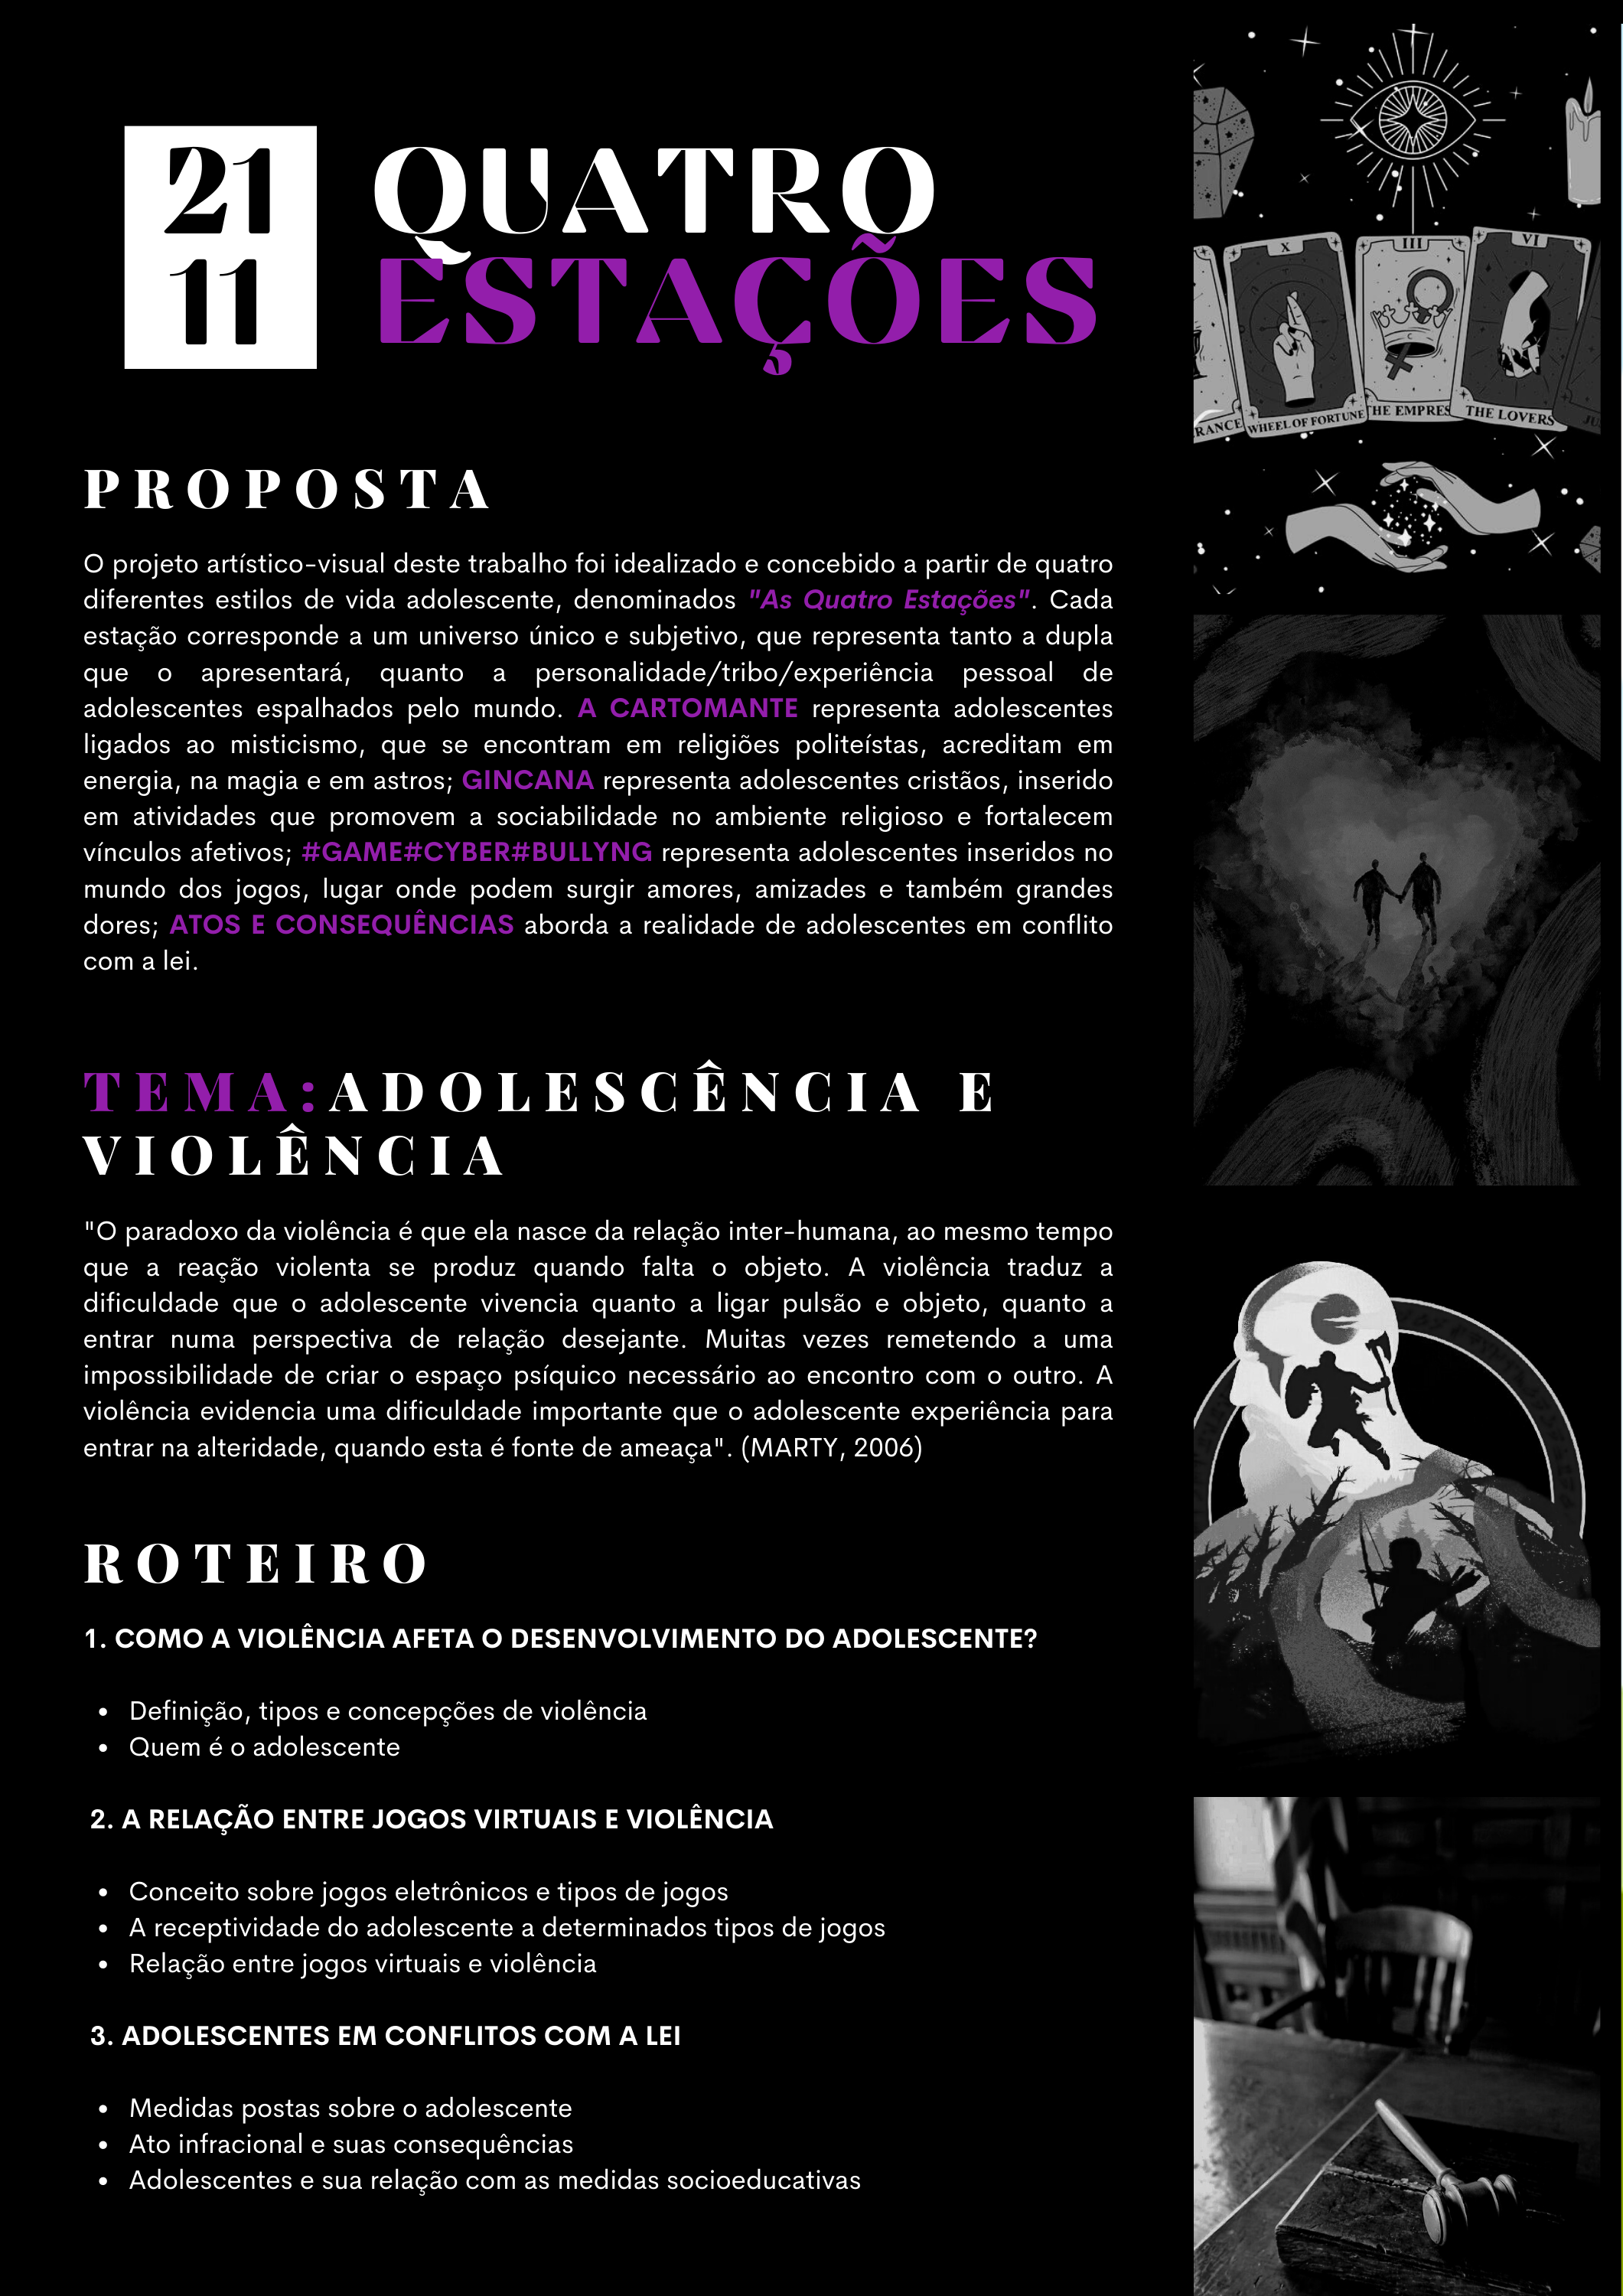 21
11
QUATRO
ESTAÇÕES
PROPOSTA
O projeto artístico-visual deste trabalho foi idealizado e concebido a partir de quatro
diferentes estilos de vida adolescente, denominados "As Quatro Estações". Cada
estação corresponde a um universo único e subjetivo, que representa tanto a dupla
que o apresentará, quanto a personalidade/tribo/experiência pessoal de
adolescentes espalhados pelo mundo. A CARTOMANTE representa adolescentes
ligados ao misticismo, que se encontram em religiões politeístas, acreditam em
energia, na magia e em astros; GINCANA representa adolescentes cristãos, inserido
em atividades que promovem a sociabilidade no ambiente religioso e fortalecem
vínculos afetivos; #GAME#CYBER#BULLYNG representa adolescentes inseridos no
mundo dos jogos, lugar onde podem surgir amores, amizades e também grandes
dores; ATOS E CONSEQUÊNCIAS aborda a realidade de adolescentes em conflito
com a lei.
TEMA:ADOLESCÊNCIA E
VIOLÊNCIA
"O paradoxo da violência é que ela nasce da relação inter-humana, ao mesmo tempo
que a reação violenta se produz quando falta o objeto. A violência traduz a
dificuldade que o adolescente vivencia quanto a ligar pulsão e objeto, quanto a
entrar numa perspectiva de relação desejante. Muitas vezes remetendo a uma
impossibilidade de criar o espaço psíquico necessário ao encontro com o outro. A
violência evidencia uma dificuldade importante que o adolescente experiência para
entrar na alteridade, quando esta é fonte de ameaça". (MARTY, 2006)
ROTEIRO
1. COMO A VIOLÊNCIA AFETA O DESENVOLVIMENTO DO ADOLESCENTE?
• Definição, tipos e concepções de violência
• Quem é o adolescente
2. A RELAÇÃO ENTRE JOGOS VIRTUAIS E VIOLÊNCIA
• Conceito sobre jogos eletrônicos e tipos de jogos
• A receptividade do adolescente a determinados tipos de jogos
• Relação entre jogos virtuais e violência
3. ADOLESCENTES EM CONFLITOS COM A LEI
• Medidas postas sobre o adolescente
• Ato infracional e suas consequências
• Adolescentes e sua relação com as medidas socioeducativas
X
III
VI
RANCE
WHEEL OF FORTUNE
HE EMPRES
THE LOVERS
JU